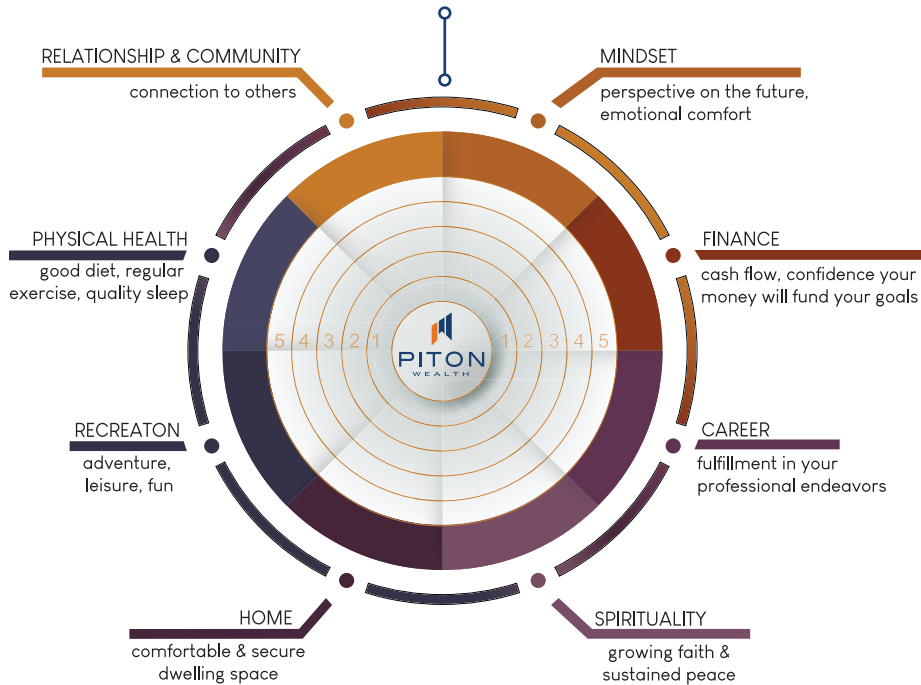 RELATIONSHIP & COMMUNITY
connection to others
MINDSET
perspective on the future,
emotional comfort
PHYSICAL HEALTH
good diet, regular
exercise, quality sleep
FINANCE
cash flow, confidence your
money will fund your goals
5 4 3 2 1
1 2 3 4 5
PITON
WEALTH
RECREATON
adventure,
leisure, fun
CAREER
fulfillment in your
professional endeavors
HOME
comfortable & secure
dwelling space
SPIRITUALITY
growing faith &
sustained peace